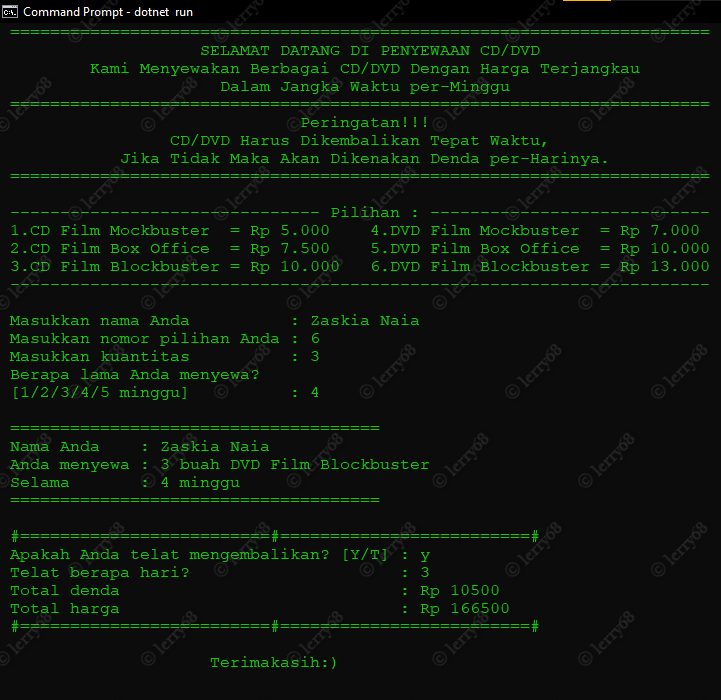 Command Prompt - dotnet run
======================================================================
SELAMAT DATANG DI PENYEWAAN CD/DVD
Kami Menyewakan Berbagai CD/DVD Dengan Harga Terjangkau
Dalam Jangka Waktu per-Minggu
======================================================================
Peringatan!!!
CD/DVD Harus Dikembalikan Tepat Waktu,
Jika Tidak Maka Akan Dikenakan Denda per-Harinya.
======================================================================
------------------------------- Pilihan : ----------------------------
1.CD Film Mockbuster  = Rp 5.000    4.DVD Film Mockbuster  = Rp 7.000
2.CD Film Box Office  = Rp 7.500    5.DVD Film Box Office  = Rp 10.000
3.CD Film Blockbuster = Rp 10.000   6.DVD Film Blockbuster = Rp 13.000
----------------------------------------------------------------------
Masukkan nama Anda          : Zaskia Naia
Masukkan nomor pilihan Anda : 6
Masukkan kuantitas          : 3
Berapa lama Anda menyewa?
[1/2/3/4/5 minggu]          : 4
=====================================
Nama Anda    : Zaskia Naia
Anda menyewa : 3 buah DVD Film Blockbuster
Selama       : 4 minggu
=====================================
#=========================#=========================#
Apakah Anda telat mengembalikan? [Y/T] : y
Telat berapa hari?                     : 3
Total denda                            : Rp 10500
Total harga                            : Rp 166500
#=========================#=========================#
Terimakasih:)
© lerry08